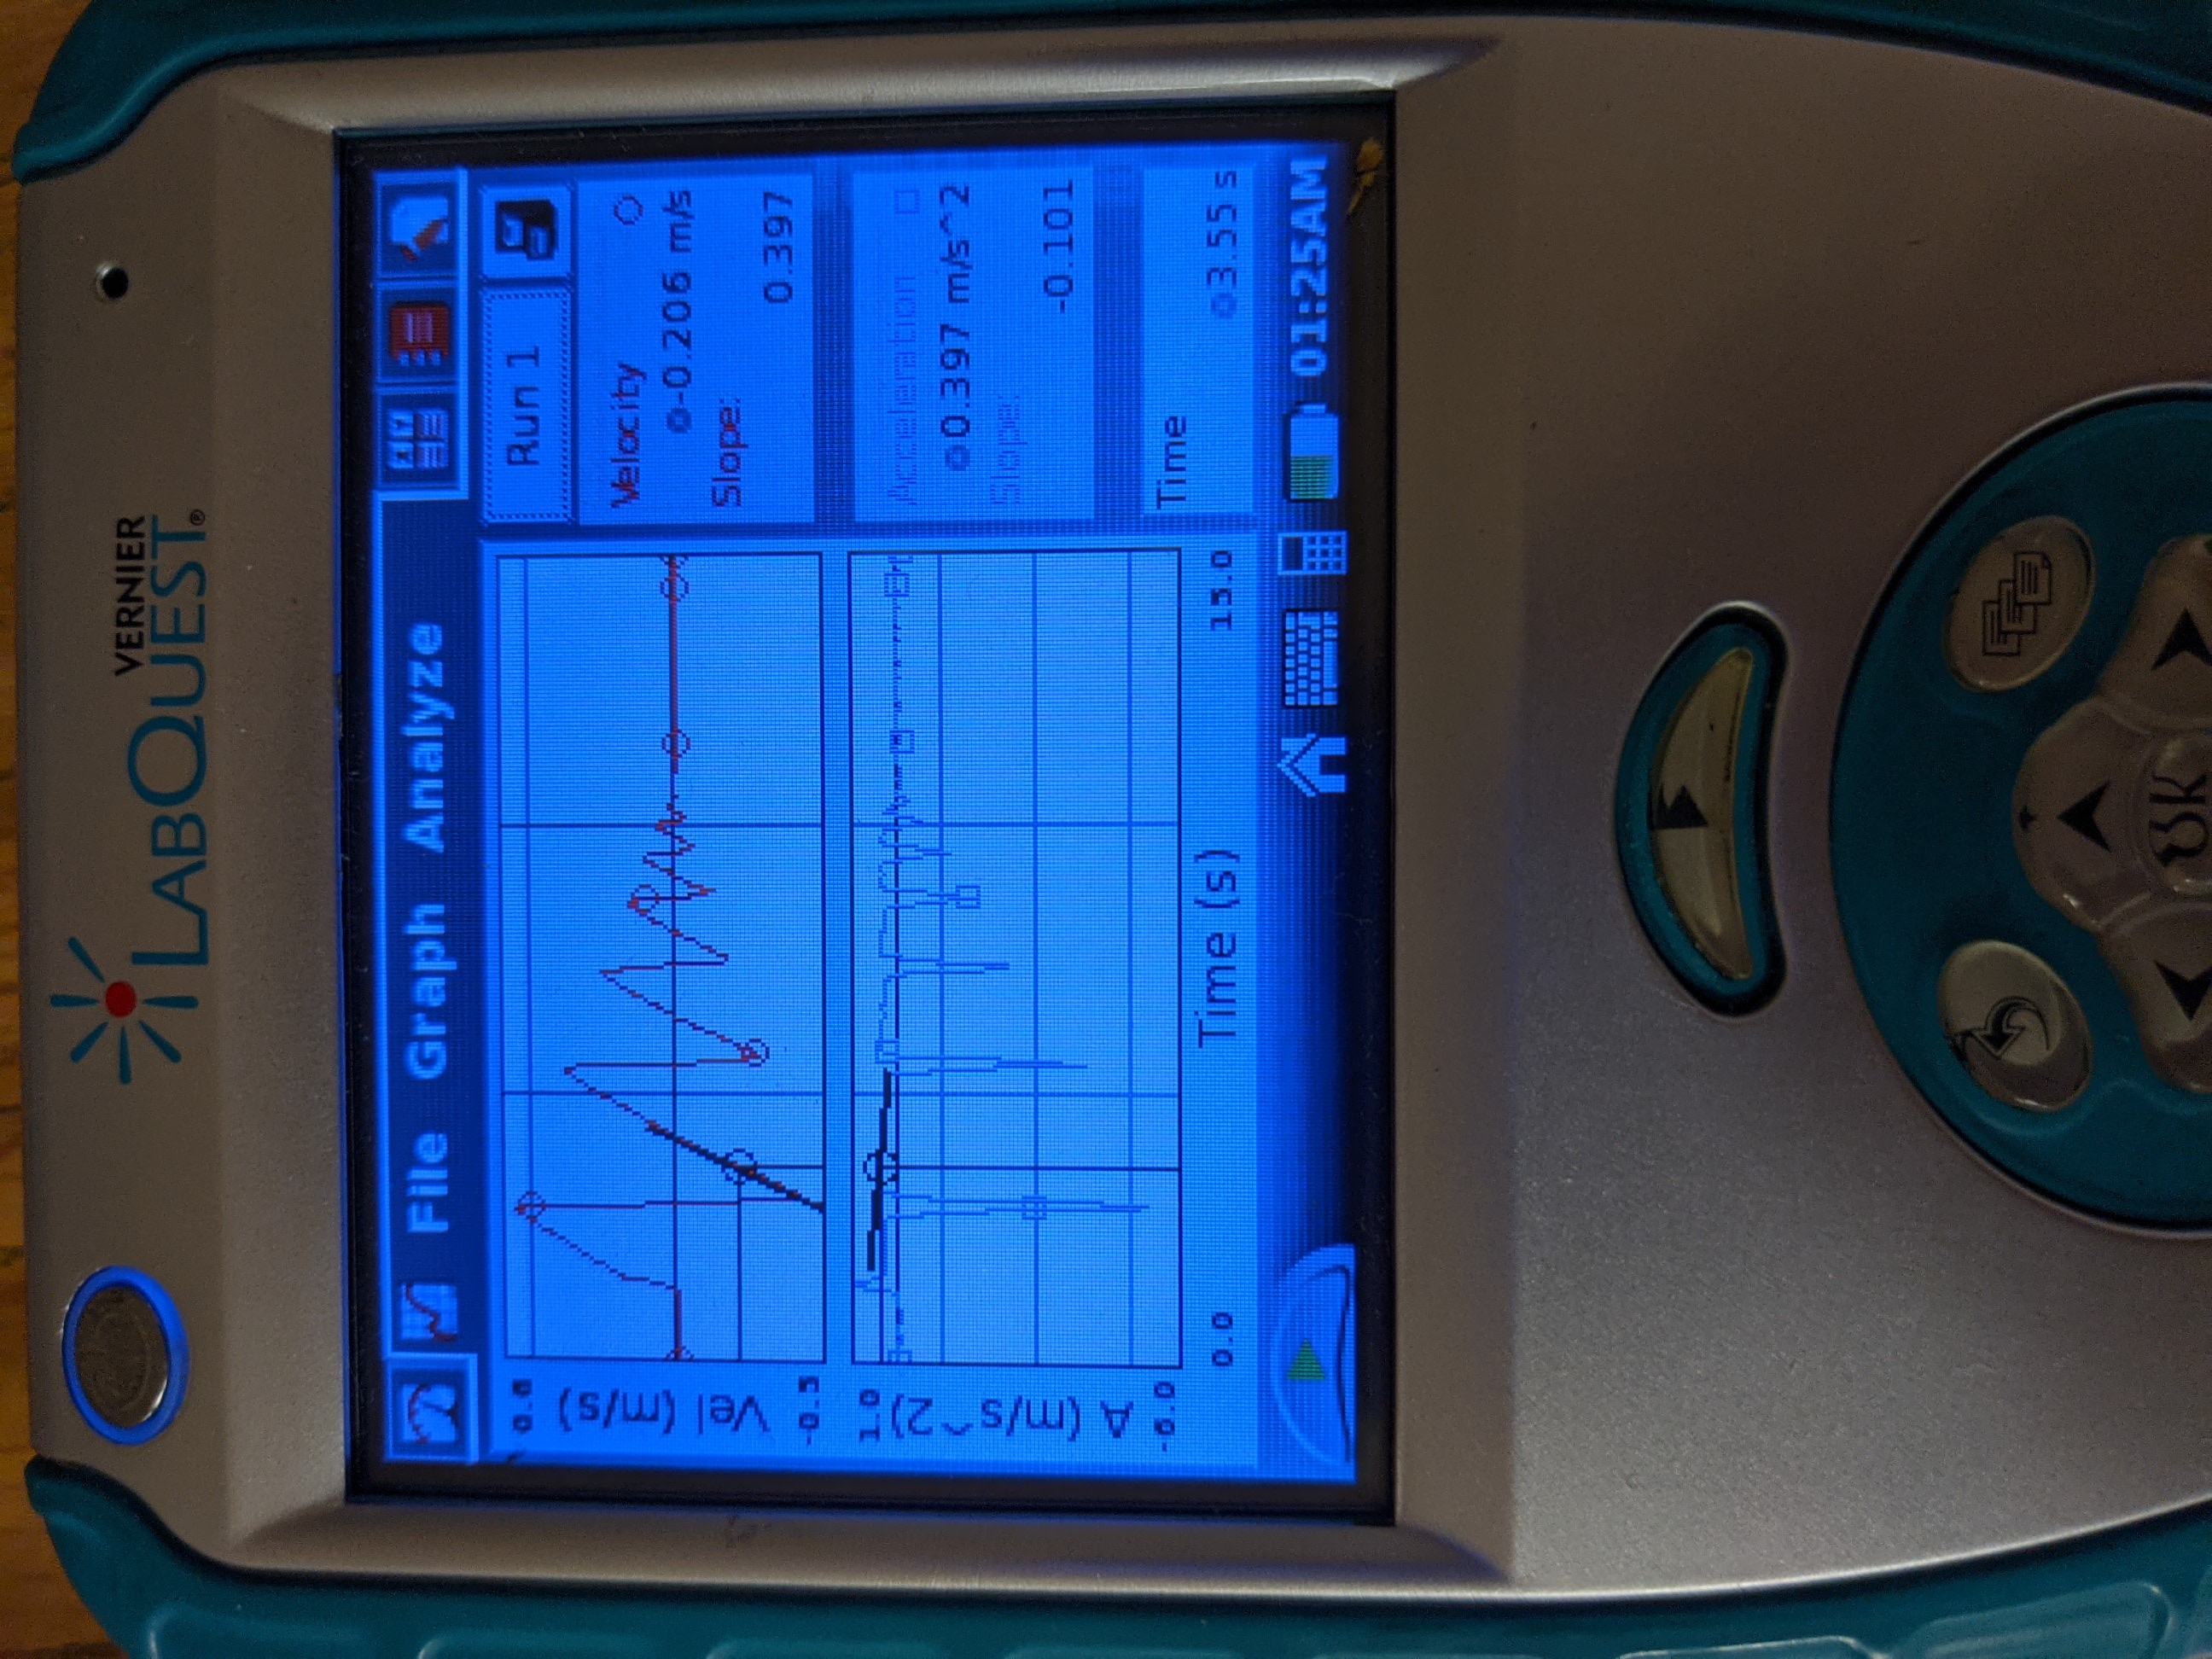 VERNIER
LABQUEST®
File Graph Analyze
0.6
Vel (m/s)
-0.5
1.0
A (m/s^2)
-6.0
0.0
Time (s)
15.0
Run 1
Velocity
-0.206 m/s
Slope:
0.397
Acceleration
0.397 m/s^2
Slope:
-0.101
Time
3.55 s
01:25AM
OK